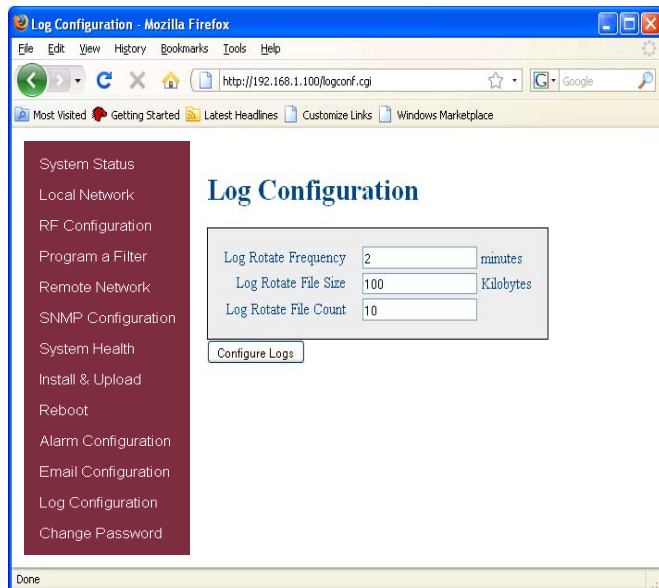 Log Configuration - Mozilla Firefox
File Edit View History Bookmarks Tools Help
http://192.168.1.100/logconf.cgi
G Google
Most Visited Getting Started Latest Headlines Customize Links Windows Marketplace
System Status
Local Network
RF Configuration
Program a Filter
Remote Network
SNMP Configuration
System Health
Install & Upload
Reboot
Alarm Configuration
Email Configuration
Log Configuration
Change Password
Log Configuration
Log Rotate Frequency 2 minutes
Log Rotate File Size 100 Kilobytes
Log Rotate File Count 10
Configure Logs
Done